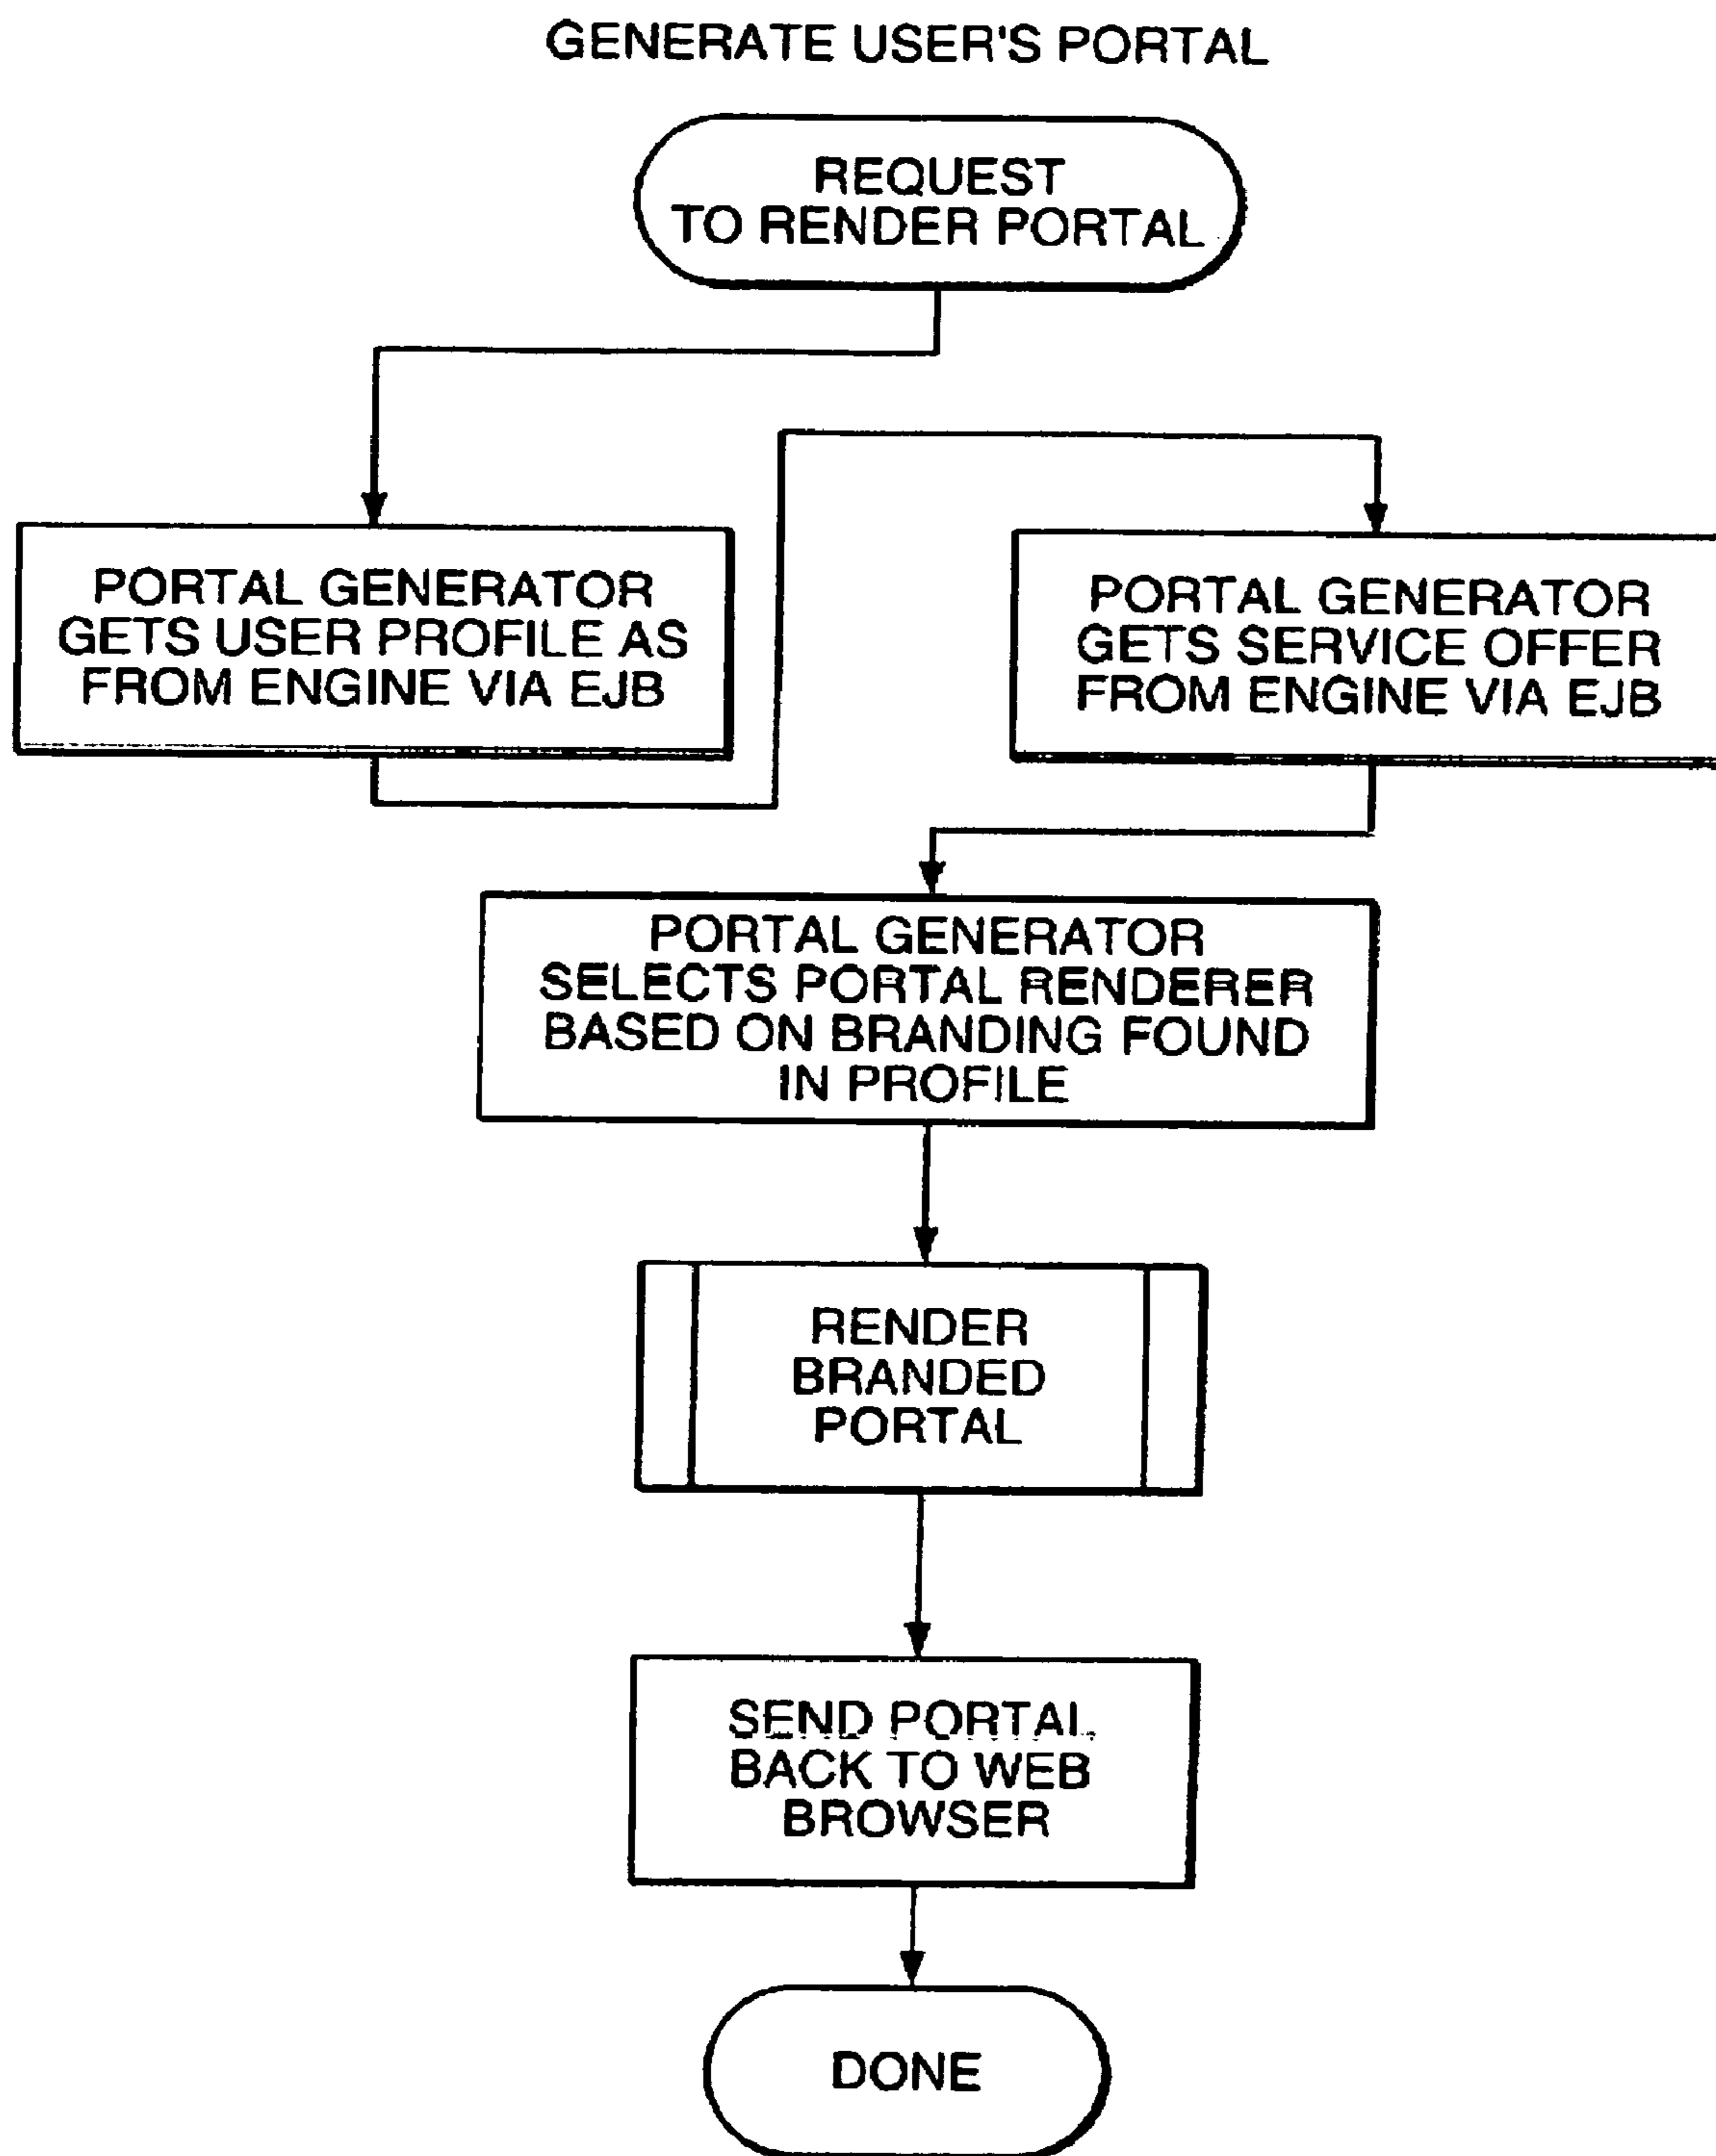 GENERATE USER'S PORTAL
REQUEST
TO RENDER PORTAL
PORTAL GENERATOR
GETS USER PROFILE AS
FROM ENGINE VIA EJB
PORTAL GENERATOR
GETS SERVICE OFFER
FROM ENGINE VIA EJB
PORTAL GENERATOR
SELECTS PORTAL RENDERER
BASED ON BRANDING FOUND
IN PROFILE
RENDER
BRANDED
PORTAL
SEND PORTAL
BACK TO WEB
BROWSER
DONE